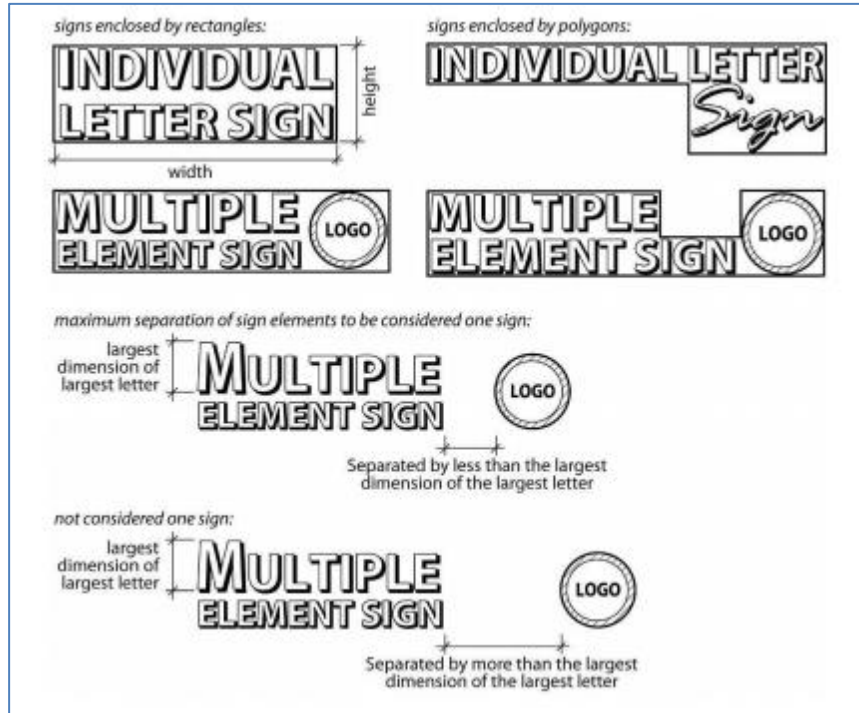 signs enclosed by rectangles:
INDIVIDUAL
LETTER SIGN
height
width
signs enclosed by polygons:
INDIVIDUAL LETTER
Sign
MULTIPLE
ELEMENT SIGN
LOGO
MULTIPLE
ELEMENT SIGN
LOGO
maximum separation of sign elements to be considered one sign:
largest
dimension of
largest letter
MULTIPLE
ELEMENT SIGN
LOGO
Separated by less than the largest
dimension of the largest letter
not considered one sign:
largest
dimension of
largest letter
MULTIPLE
ELEMENT SIGN
LOGO
Separated by more than the largest
dimension of the largest letter